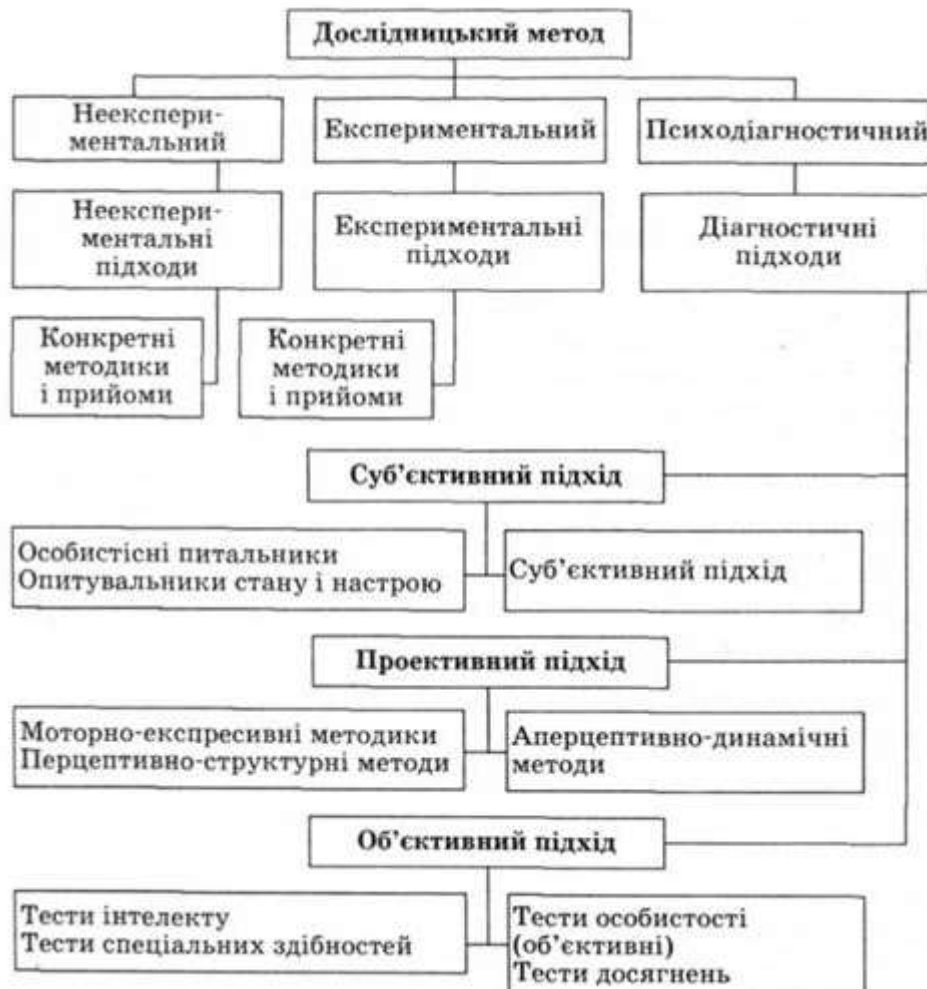 Дослідницький метод
Неекспери-
ментальний
Експериментальний
Психодіагностичний
Неекспери-
ментальні
підходи
Експериментальні
підходи
Діагностичні
підходи
Конкретні
методики
і прийоми
Конкретні
методики
і прийоми
Суб’єктивний підхід
Особистісні питальники
Опитувальники стану і настрою
Суб’єктивний підхід
Проективний підхід
Моторно-експресивні методики
Перцептивно-структурні методи
Аперцептивно-динамічні
методи
Об’єктивний підхід
Тести інтелекту
Тести спеціальних здібностей
Тести особистості
(об’єктивні)
Тести досягнень